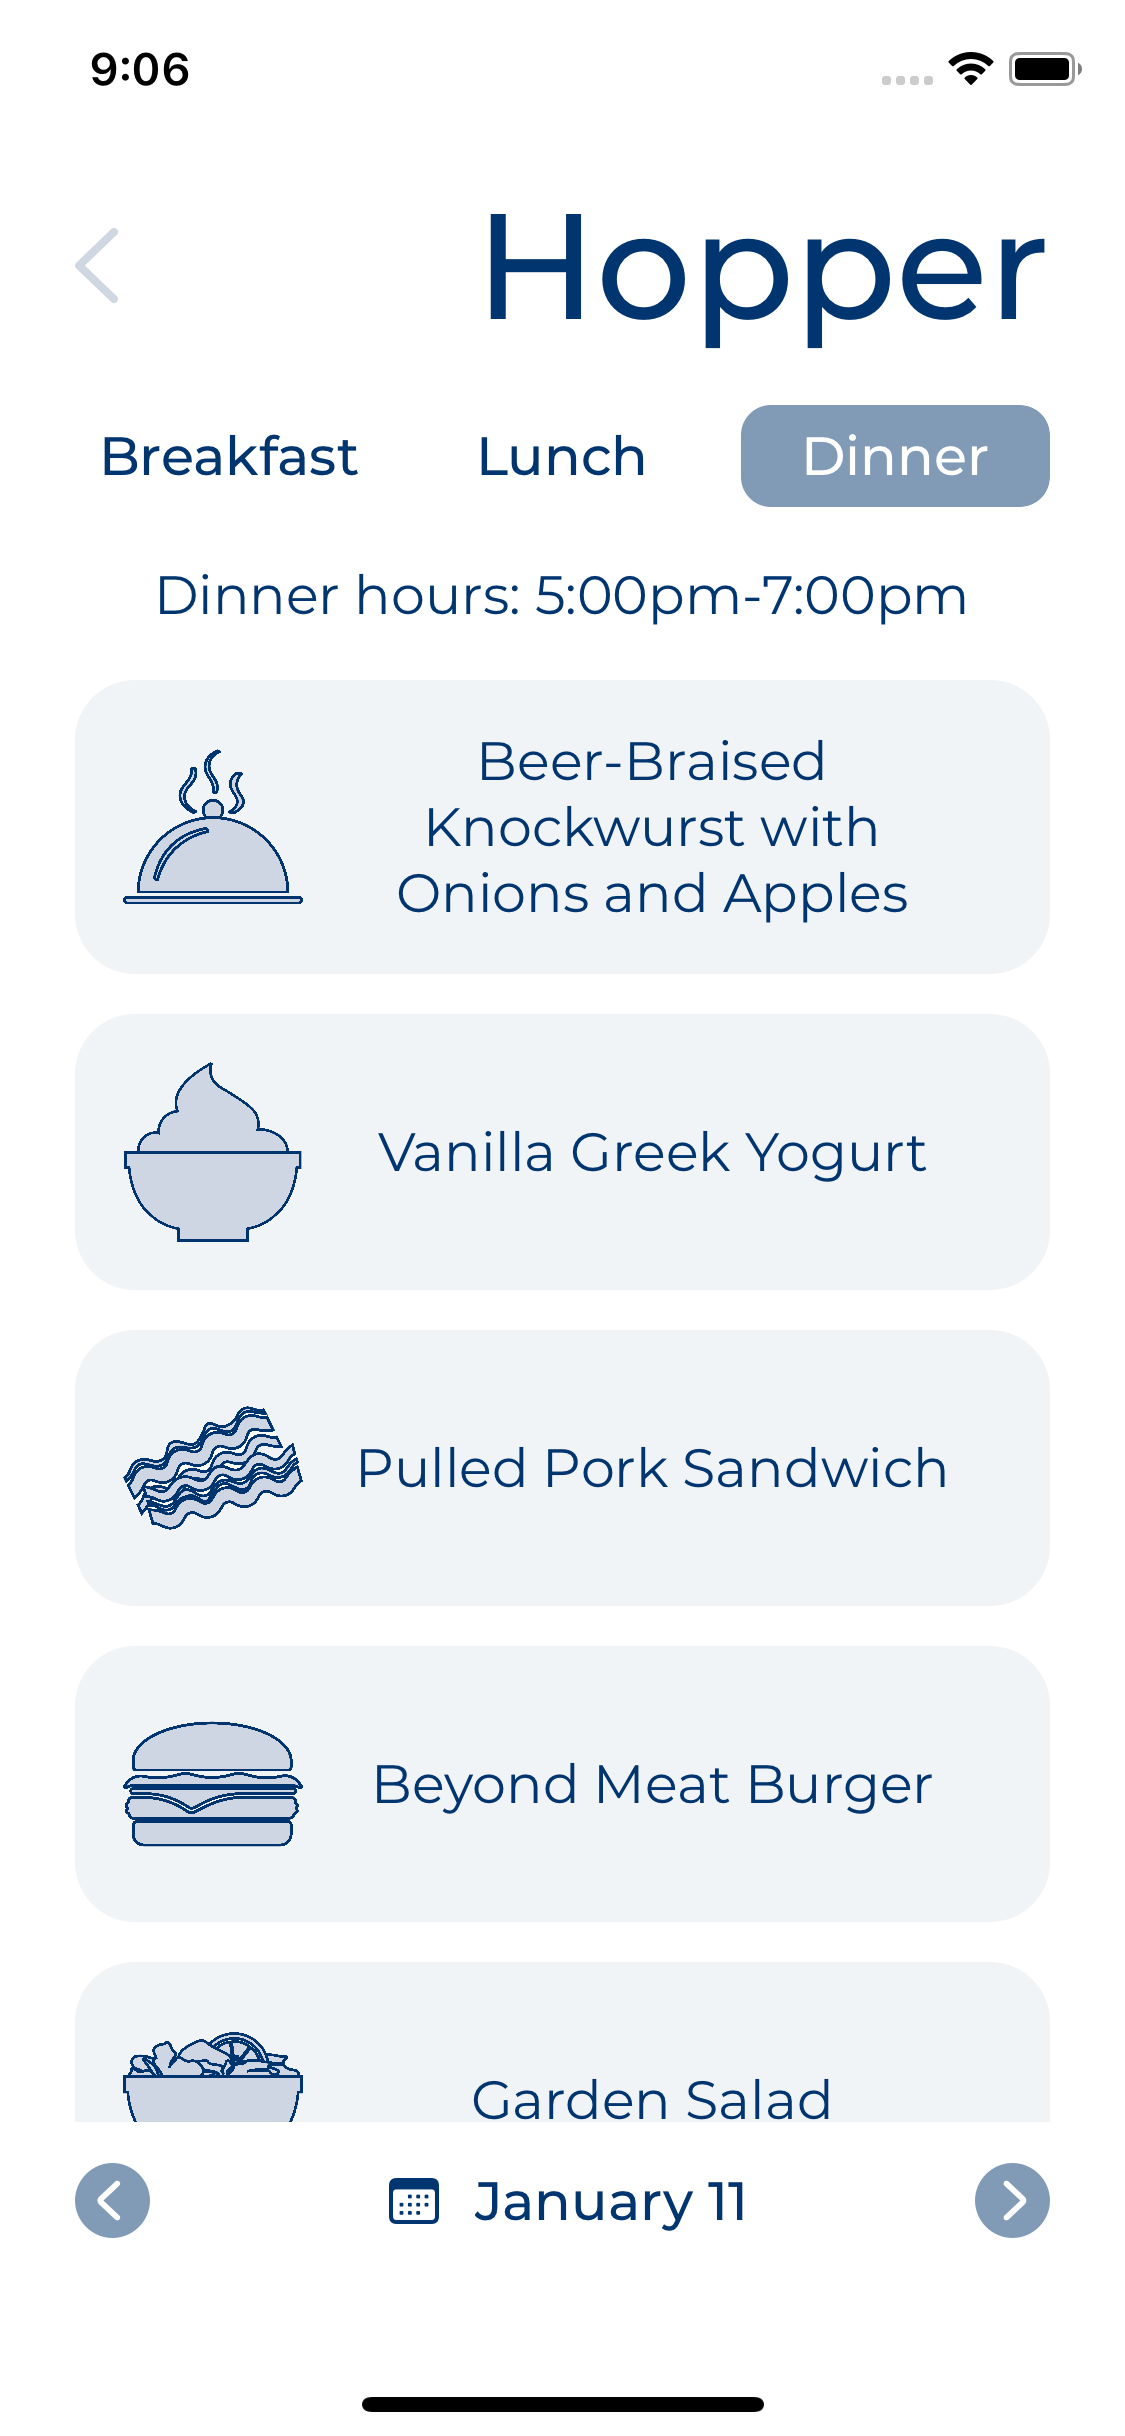 9:06
Hopper
Breakfast Lunch Dinner
Dinner hours: 5:00pm-7:00pm
Beer-Braised
Knockwurst with
Onions and Apples
Vanilla Greek Yogurt
Pulled Pork Sandwich
Beyond Meat Burger
Garden Salad
January 11